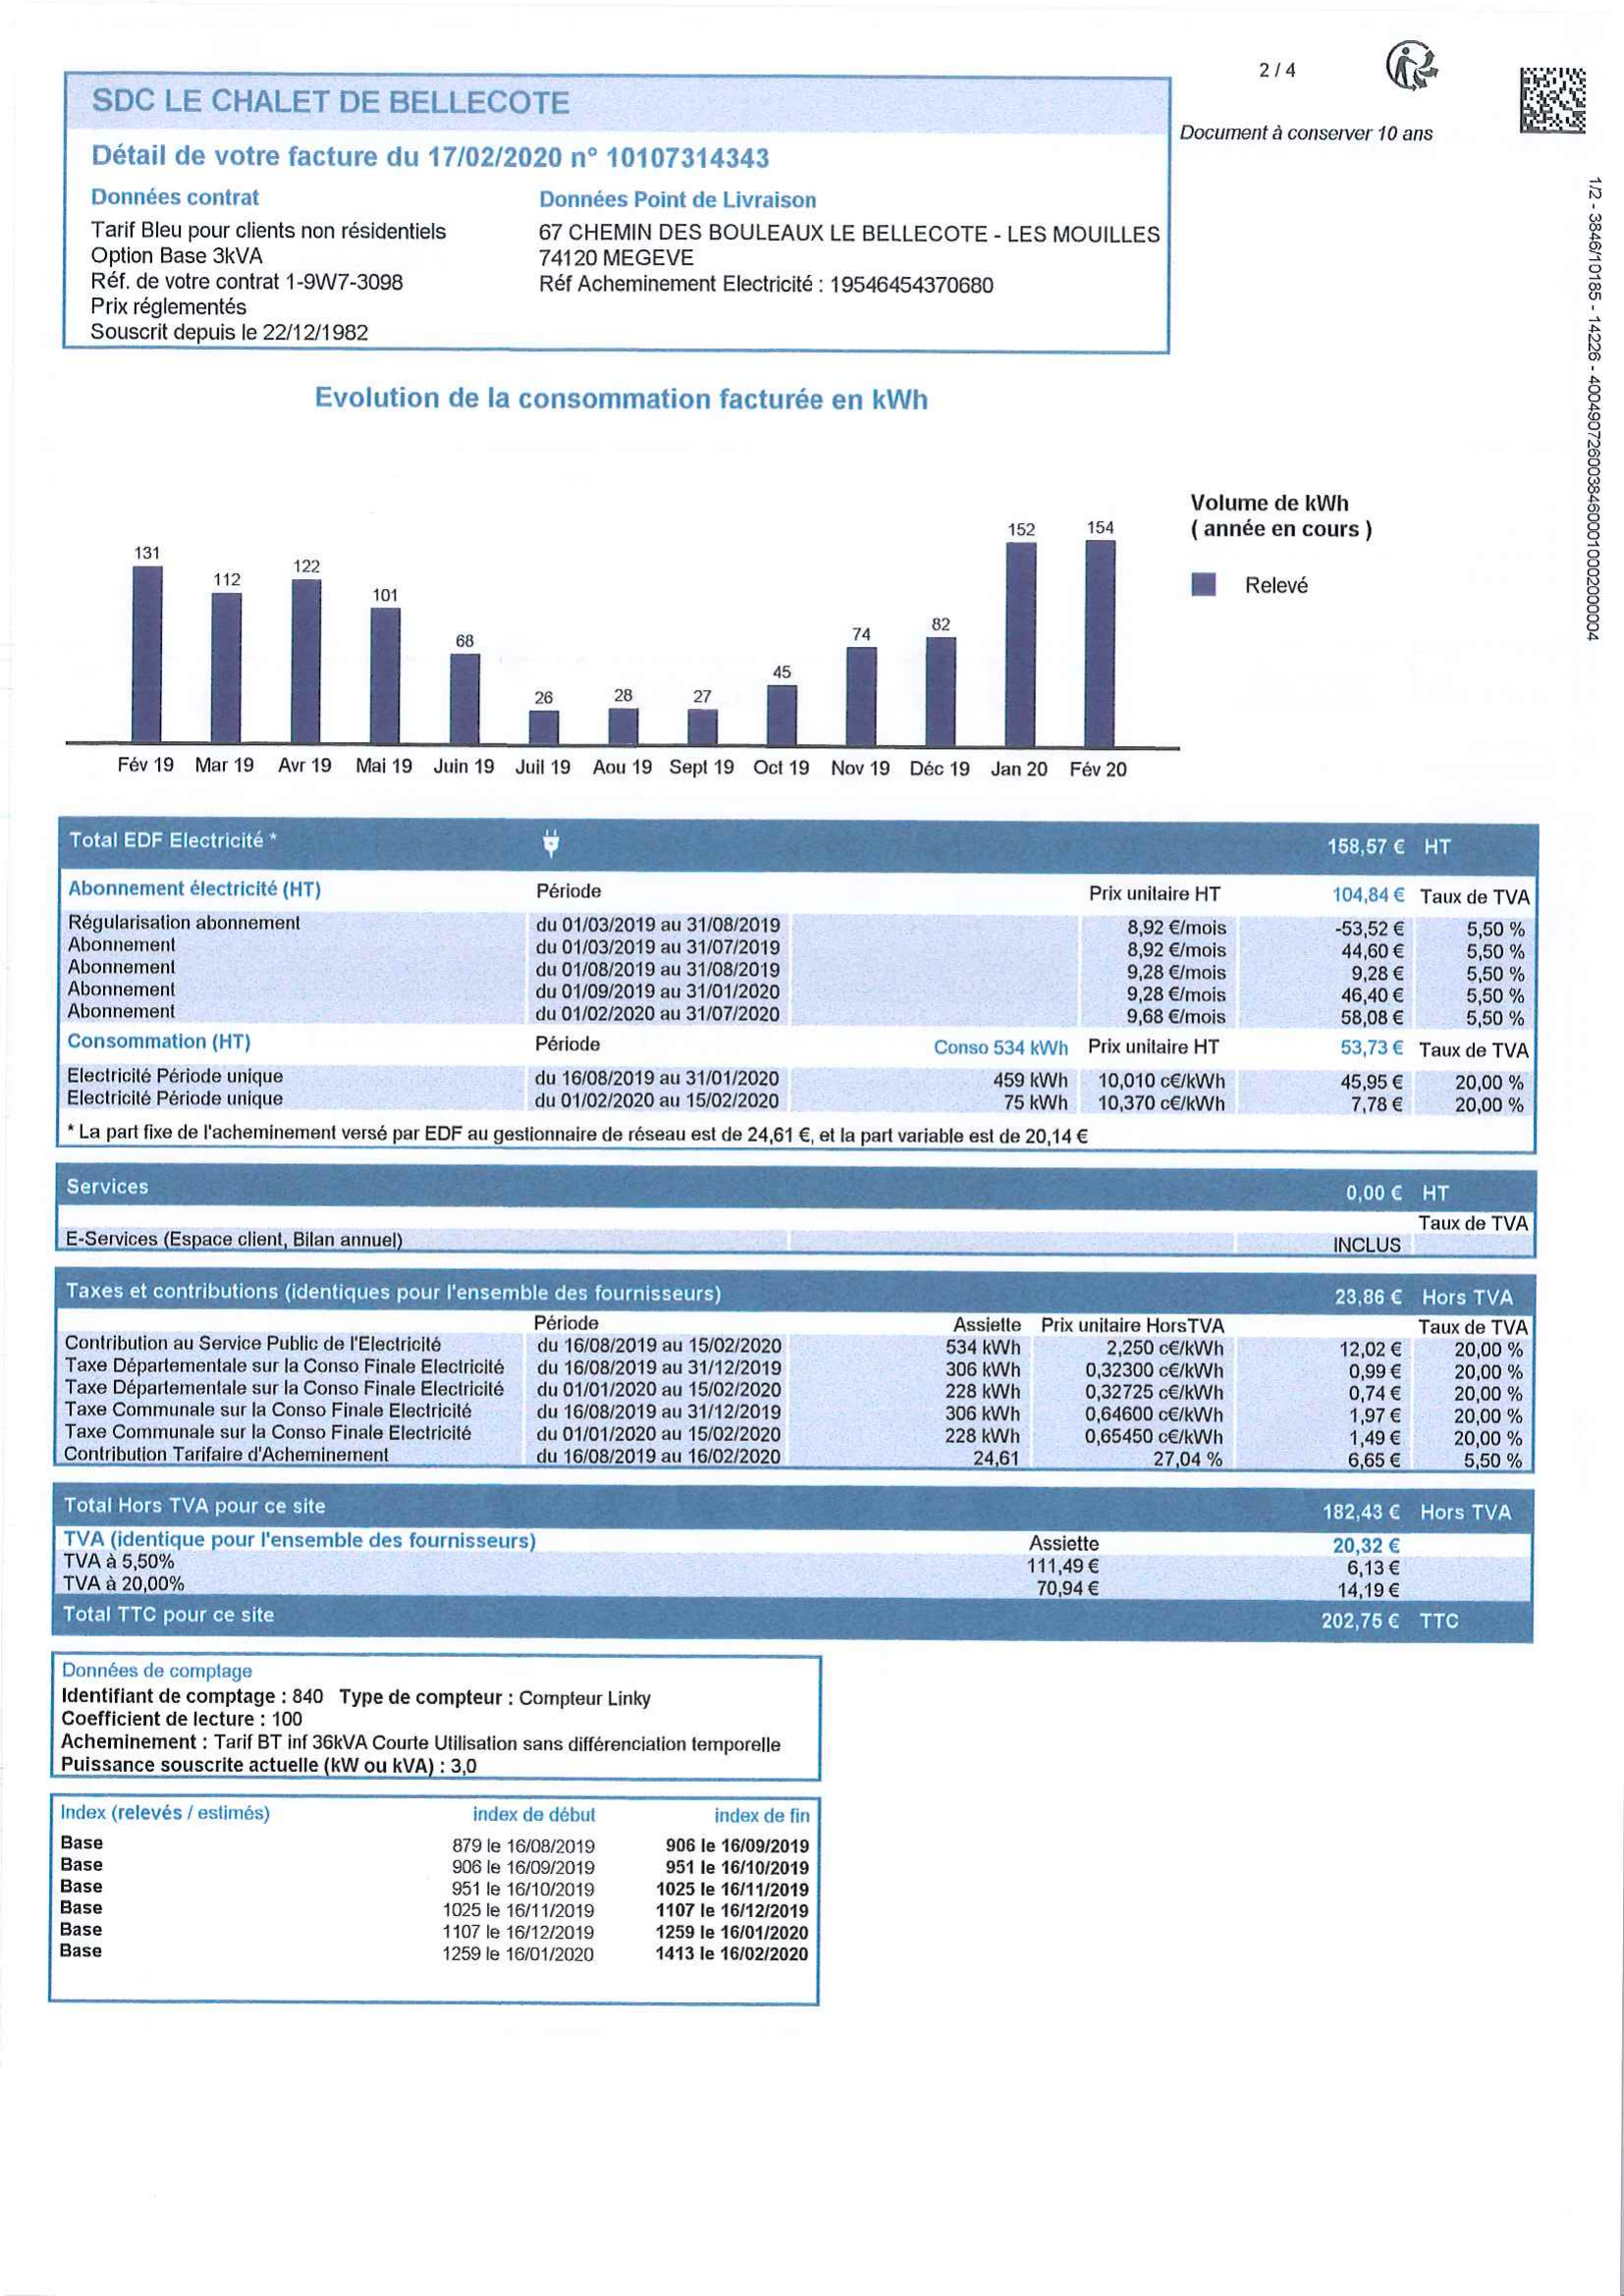 2 / 4
SDC LE CHALET DE BELLECOTE
Document à conserver 10 ans
Détail de votre facture du 17/02/2020 n° 10107314343
Données contrat Données Point de Livraison
Tarif Bleu pour clients non résidentiels 67 CHEMIN DES BOULEAUX LE BELLECOTE - LES MOUILLES
Option Base 3kVA 74120 MEGEVE
Réf. de votre contrat 1-9W7-3098 Réf Acheminement Electricité : 19546454370680
Prix réglementés
Souscrit depuis le 22/12/1982
1/2 - 3846/10185 - 14226 - 40049072600384600010002000004
Evolution de la consommation facturée en kWh
Volume de kWh
( année en cours )
Relevé
131 112 122 101 68 26 28 27 45 74 82 152 154
Fév 19 Mar 19 Avr 19 Mai 19 Juin 19 Juil 19 Aou 19 Sept 19 Oct 19 Nov 19 Déc 19 Jan 20 Fév 20
Total EDF Electricité * 158,57 € HT
Abonnement électricité (HT) Période Prix unitaire HT 104,84 € Taux de TVA
Régularisation abonnement du 01/03/2019 au 31/08/2019 8,92 €/mois -53,52 € 5,50 %
Abonnement du 01/03/2019 au 31/07/2019 8,92 €/mois 44,60 € 5,50 %
Abonnement du 01/08/2019 au 31/08/2019 9,28 €/mois 9,28 € 5,50 %
Abonnement du 01/09/2019 au 31/01/2020 9,28 €/mois 46,40 € 5,50 %
Abonnement du 01/02/2020 au 31/07/2020 9,68 €/mois 58,08 € 5,50 %
Consommation (HT) Période Conso 534 kWh Prix unitaire HT 53,73 € Taux de TVA
Electricité Période unique du 16/08/2019 au 31/01/2020 459 kWh 10,010 c€/kWh 45,95 € 20,00 %
Electricité Période unique du 01/02/2020 au 15/02/2020 75 kWh 10,370 c€/kWh 7,78 € 20,00 %
* La part fixe de l'acheminement versé par EDF au gestionnaire de réseau est de 24,61 €, et la part variable est de 20,14 €
Services 0,00 € HT
Taux de TVA
E-Services (Espace client, Bilan annuel) INCLUS
Taxes et contributions (identiques pour l'ensemble des fournisseurs) 23,86 € Hors TVA
Période Assiette Prix unitaire HorsTVA Taux de TVA
Contribution au Service Public de l'Electricité du 16/08/2019 au 15/02/2020 534 kWh 2,250 c€/kWh 12,02 € 20,00 %
Taxe Départementale sur la Conso Finale Electricité du 16/08/2019 au 31/12/2019 306 kWh 0,32300 c€/kWh 0,99 € 20,00 %
Taxe Départementale sur la Conso Finale Electricité du 01/01/2020 au 15/02/2020 228 kWh 0,32725 c€/kWh 0,74 € 20,00 %
Taxe Communale sur la Conso Finale Electricité du 16/08/2019 au 31/12/2019 306 kWh 0,64600 c€/kWh 1,97 € 20,00 %
Taxe Communale sur la Conso Finale Electricité du 01/01/2020 au 15/02/2020 228 kWh 0,65450 c€/kWh 1,49 € 20,00 %
Contribution Tarifaire d'Acheminement du 16/08/2019 au 16/02/2020 24,61 27,04 % 6,65 € 5,50 %
Total Hors TVA pour ce site 182,43 € Hors TVA
TVA (identique pour l'ensemble des fournisseurs) Assiette 20,32 €
TVA à 5,50% 111,49 € 6,13 €
TVA à 20,00% 70,94 € 14,19 €
Total TTC pour ce site 202,75 € TTC
Données de comptage
Identifiant de comptage : 840 Type de compteur : Compteur Linky
Coefficient de lecture : 100
Acheminement : Tarif BT inf 36kVA Courte Utilisation sans différenciation temporelle
Puissance souscrite actuelle (kW ou kVA) : 3,0
Index (relevés / estimés) index de début index de fin
Base 879 le 16/08/2019 906 le 16/09/2019
Base 906 le 16/09/2019 951 le 16/10/2019
Base 951 le 16/10/2019 1025 le 16/11/2019
Base 1025 le 16/11/2019 1107 le 16/12/2019
Base 1107 le 16/12/2019 1259 le 16/01/2020
Base 1259 le 16/01/2020 1413 le 16/02/2020